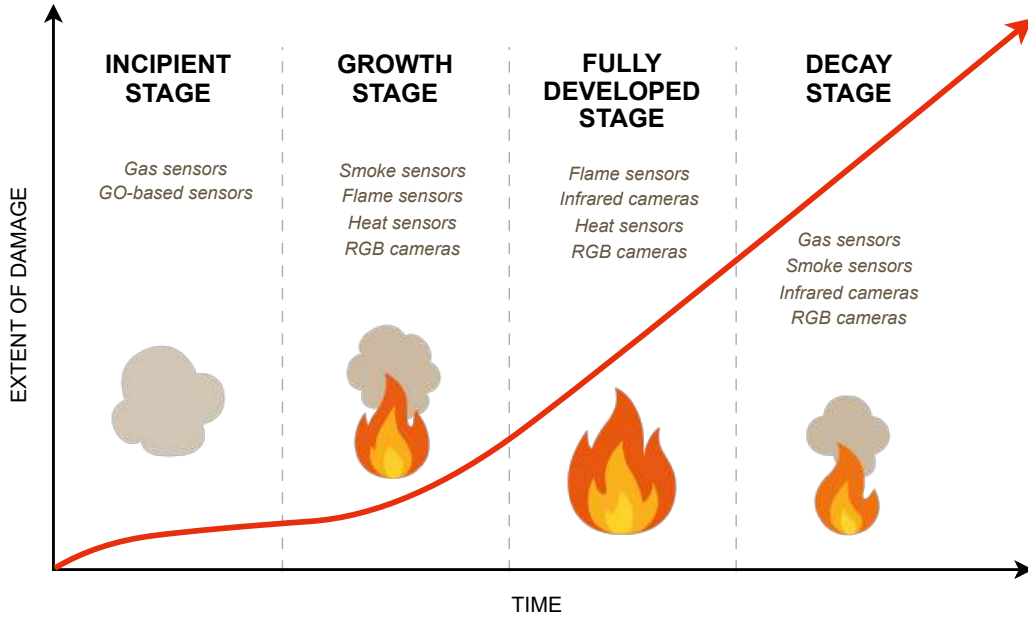 INCIPIENT
STAGE
Gas sensors
GO-based sensors
GROWTH
STAGE
Smoke sensors
Flame sensors
Heat sensors
RGB cameras
FULLY
DEVELOPED
STAGE
Flame sensors
Infrared cameras
Heat sensors
RGB cameras
DECAY
STAGE
Gas sensors
Smoke sensors
Infrared cameras
RGB cameras
EXTENT OF DAMAGE
TIME